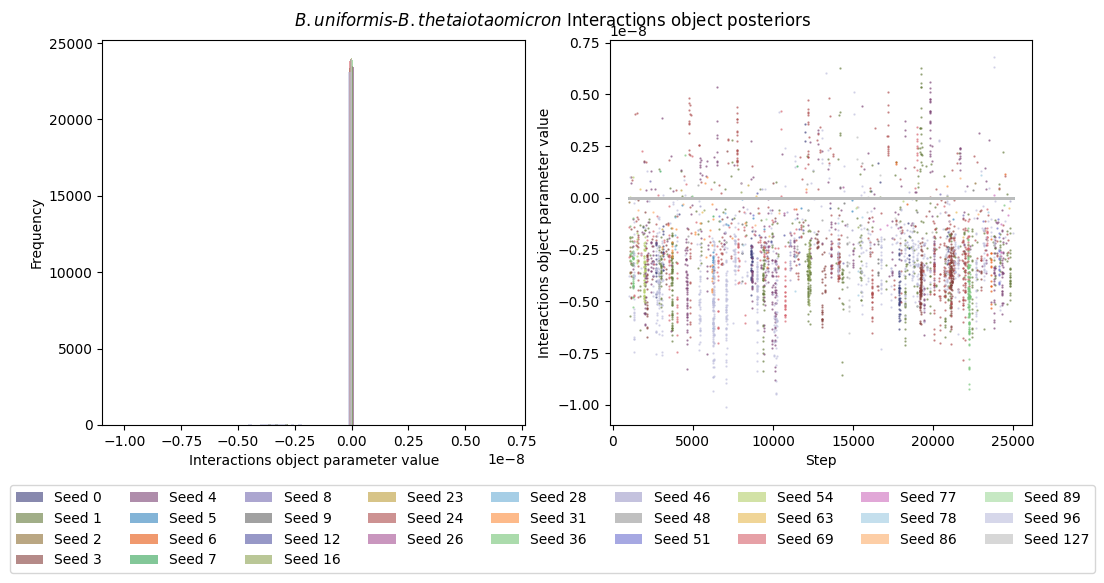 B.uniformis-B.thetaiotaomicron Interactions object posteriors
25000
20000
15000
10000
5000
0
Frequency
−1.00 −0.75 −0.50 −0.25 0.00 0.25 0.50 0.75
1e−8
Interactions object parameter value
1e−8
0.75
0.50
0.25
0.00
−0.25
−0.50
−0.75
−1.00
Interactions object parameter value
0 5000 10000 15000 20000 25000
Step
Seed 0 Seed 4 Seed 8 Seed 23 Seed 28 Seed 46 Seed 54 Seed 77 Seed 89
Seed 1 Seed 5 Seed 9 Seed 24 Seed 31 Seed 48 Seed 63 Seed 78 Seed 96
Seed 2 Seed 6 Seed 12 Seed 26 Seed 36 Seed 51 Seed 69 Seed 86 Seed 127
Seed 3 Seed 7 Seed 16